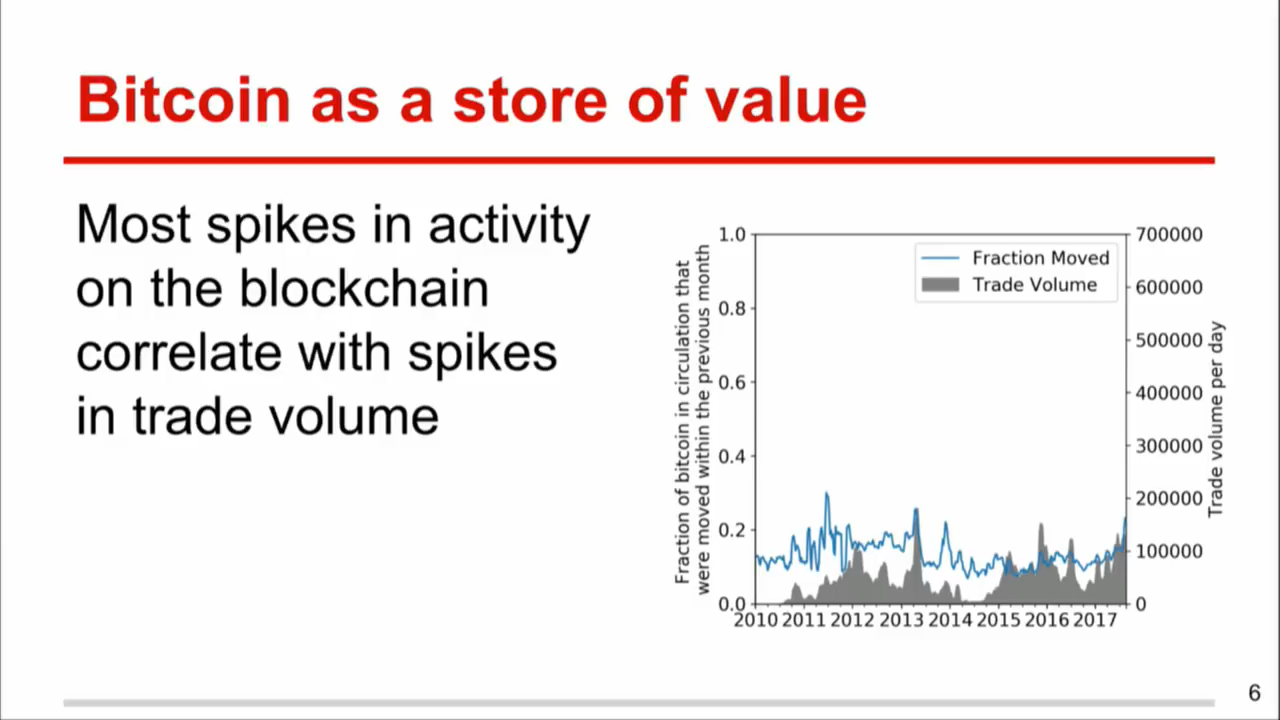 Bitcoin as a store of value
Most spikes in activity
on the blockchain
correlate with spikes
in trade volume
Fraction of bitcoin in circulation that
were moved within the previous month
1.0
0.8
0.6
0.4
0.2
0.0
Fraction Moved
Trade Volume
700000
600000
500000
400000
300000
200000
100000
0
Trade volume per day
2010 2011 2012 2013 2014 2015 2016 2017
6